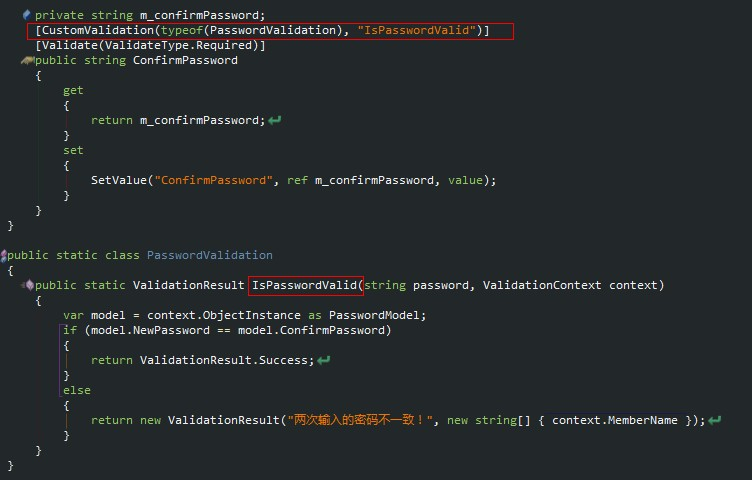 private string m_confirmPassword;
[CustomValidation(typeof(PasswordValidation), "IsPasswordValid")]
[Validate(ValidateType.Required)]
public string ConfirmPassword
{
get
{
return m_confirmPassword;
}
set
{
SetValue("ConfirmPassword", ref m_confirmPassword, value);
}
}
}
public static class PasswordValidation
{
public static ValidationResult IsPasswordValid(string password, ValidationContext context)
{
var model = context.ObjectInstance as PasswordModel;
if (model.NewPassword == model.ConfirmPassword)
{
return ValidationResult.Success;
}
else
{
return new ValidationResult("两次输入的密码不一致！", new string[] { context.MemberName });
}
}
}